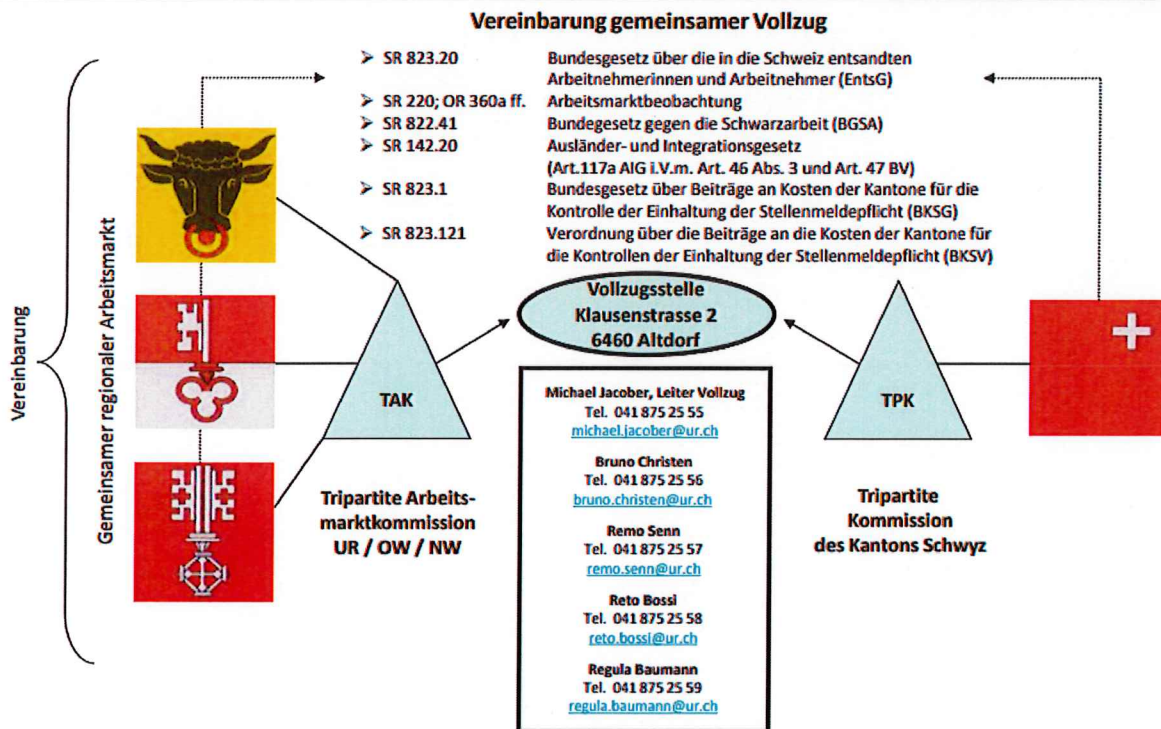 Vereinbarung gemeinsamer Vollzug
➢ SR 823.20 Bundesgesetz über die in die Schweiz entsandten
Arbeitnehmerinnen und Arbeitnehmer (EntsG)
➢ SR 220; OR 360a ff. Arbeitsmarktbeobachtung
➢ SR 822.41 Bundegesetz gegen die Schwarzarbeit (BGSA)
➢ SR 142.20 Ausländer- und Integrationsgesetz
(Art.117a AIG i.V.m. Art. 46 Abs. 3 und Art. 47 BV)
➢ SR 823.1 Bundesgesetz über Beiträge an Kosten der Kantone für die
Kontrolle der Einhaltung der Stellenmeldepflicht (BKSG)
➢ SR 823.121 Verordnung über die Beiträge an die Kosten der Kantone für
die Kontrollen der Einhaltung der Stellenmeldepflicht (BKSV)
Vereinbarung
Gemeinsamer regionaler Arbeitsmarkt
TAK
Tripartite Arbeits-
marktkommission
UR / OW / NW
Vollzugsstelle
Klausenstrasse 2
6460 Altdorf
Michael Jacober, Leiter Vollzug
Tel. 041 875 25 55
michael.jacober@ur.ch
Bruno Christen
Tel. 041 875 25 56
bruno.christen@ur.ch
Remo Senn
Tel. 041 875 25 57
remo.senn@ur.ch
Reto Bossi
Tel. 041 875 25 58
reto.bossi@ur.ch
Regula Baumann
Tel. 041 875 25 59
regula.baumann@ur.ch
TPK
Tripartite
Kommission
des Kantons Schwyz